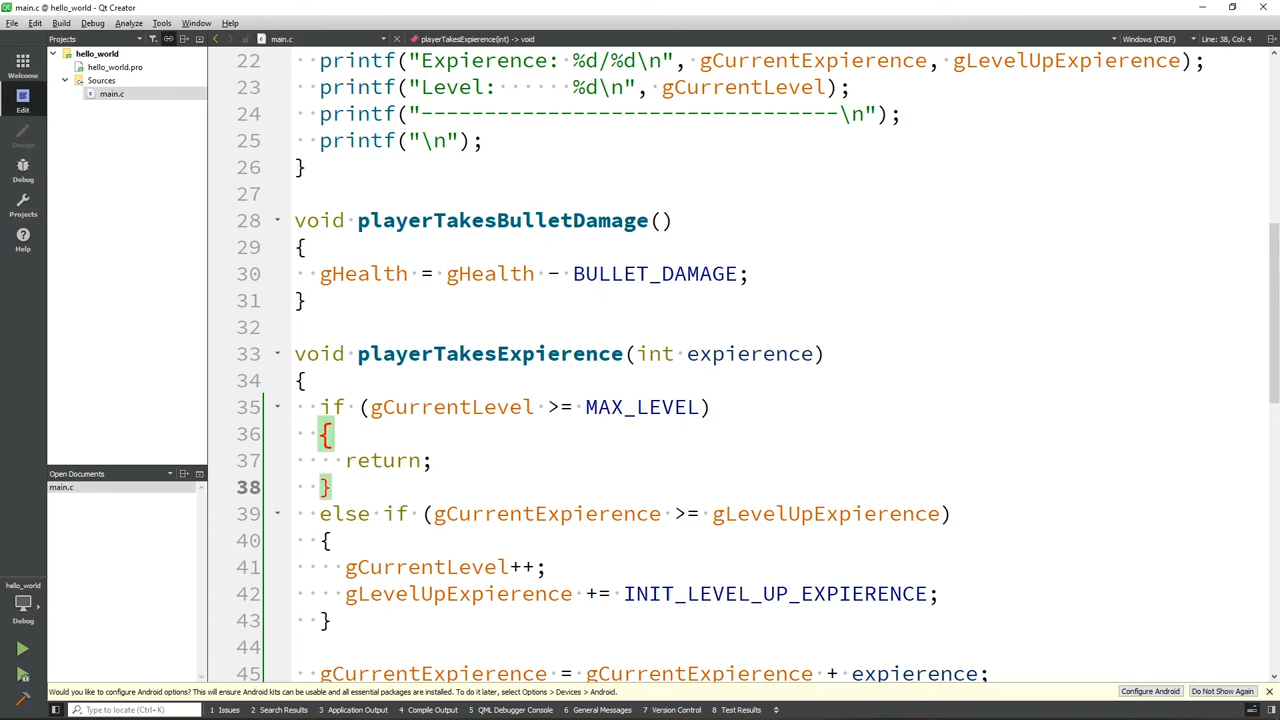 main.c @ hello_world - Qt Creator
File Edit Build Debug Analyze Tools Window Help
Projects
main.c
playerTakesExpierence(int) -> void
Windows (CRLF)
Line: 38, Col: 4
Welcome
Edit
Design
Debug
Projects
Help
hello_world
hello_world.pro
Sources
main.c
Open Documents
main.c
hello_world
Debug
22 printf("Expierence: %d/%d\n", gCurrentExpierence, gLevelUpExpierence);
23 printf("Level: ······%d\n", gCurrentLevel);
24 printf("---------------------------------\n");
25 printf("\n");
26 }
27
28 void playerTakesBulletDamage()
29 {
30 gHealth = gHealth - BULLET_DAMAGE;
31 }
32
33 void playerTakesExpierence(int expierence)
34 {
35 if (gCurrentLevel >= MAX_LEVEL)
36 {
37 return;
38 }
39 else if (gCurrentExpierence >= gLevelUpExpierence)
40 {
41 gCurrentLevel++;
42 gLevelUpExpierence += INIT_LEVEL_UP_EXPIERENCE;
43 }
44
45 gCurrentExpierence = gCurrentExpierence + expierence;
Would you like to configure Android options? This will ensure Android kits can be usable and all essential packages are installed. To do it later, select Options > Devices > Android.
Configure Android
Do Not Show Again
Type to locate (Ctrl+K)
1 Issues
2 Search Results
3 Application Output
4 Compile Output
5 QML Debugger Console
6 General Messages
7 Version Control
8 Test Results